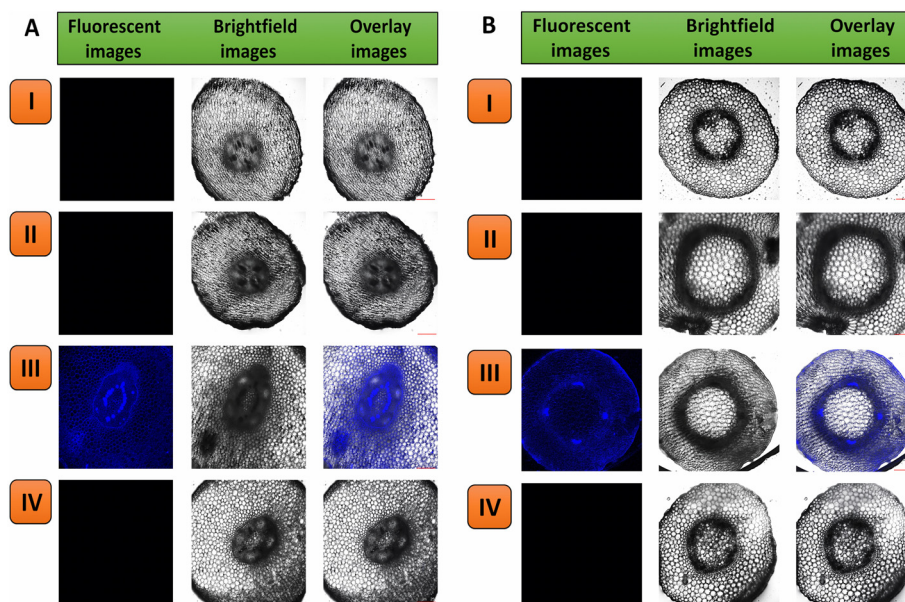 A
Fluorescent images
Brightfield images
Overlay images
I
II
III
IV
B
Fluorescent images
Brightfield images
Overlay images
I
II
III
IV